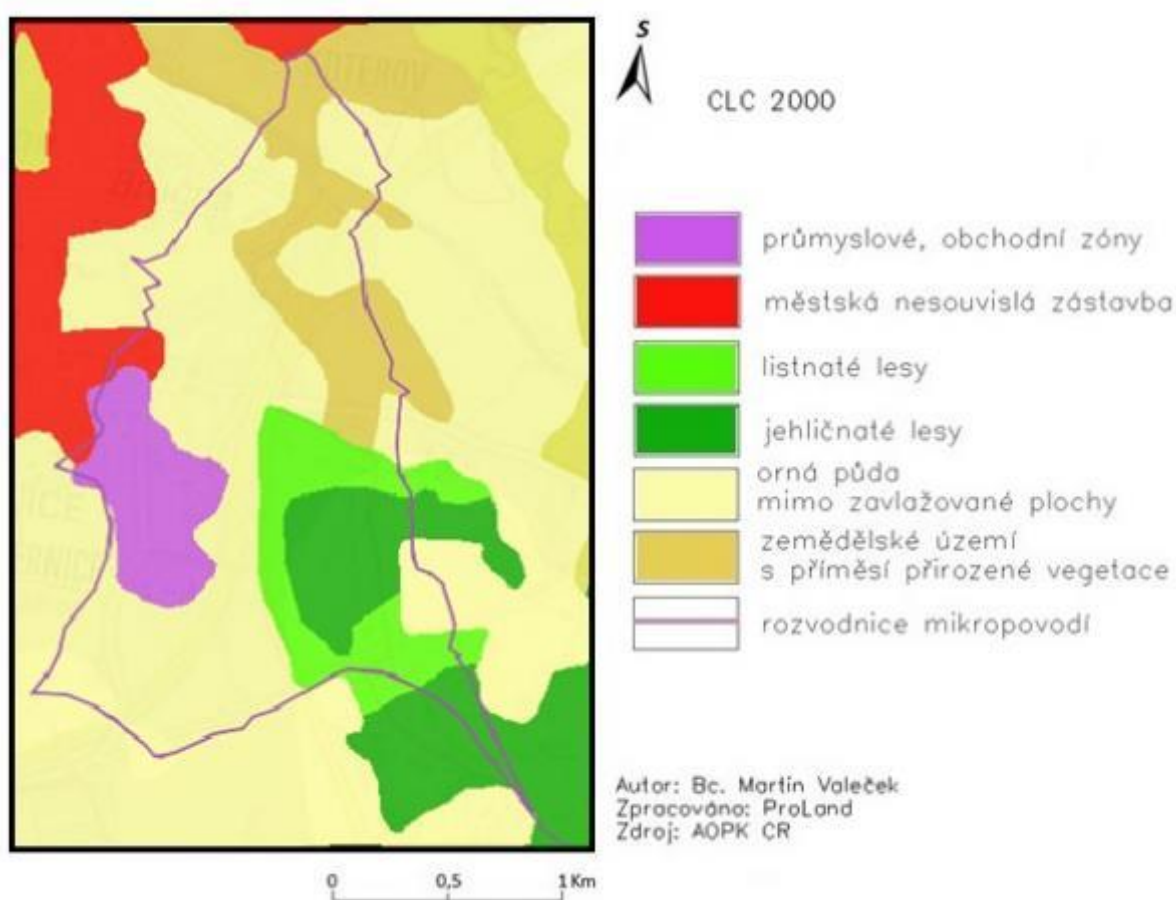 S
CLC 2000
průmyslové, obchodní zóny
městská nesouvislá zástavba
listnaté lesy
jehličnaté lesy
orná půda
mimo zavlažované plochy
zemědělské území
s příměsí přirozené vegetace
rozvodnice mikropovodí
Autor: Bc. Martin Valeček
Zpracováno: ProLand
Zdroj: AOPK CR
0 0,5 1 Km